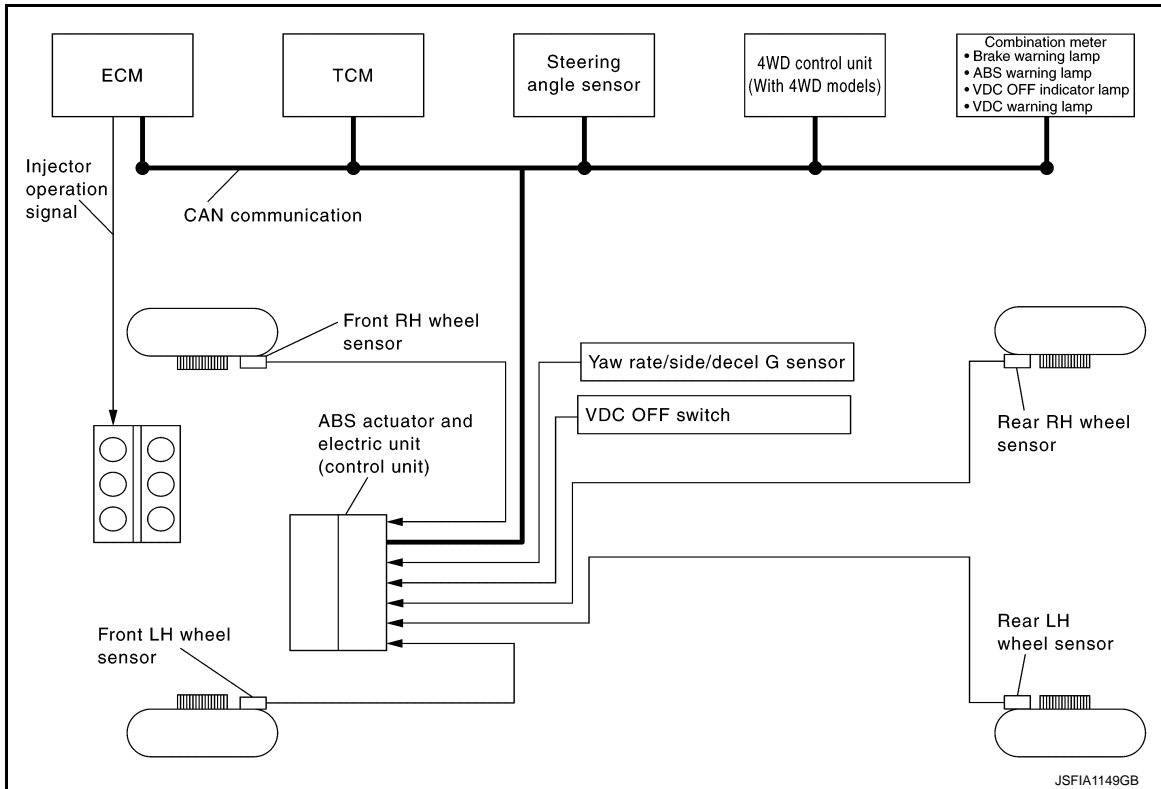 ECM
TCM
Steering
angle sensor
4WD control unit
(With 4WD models)
Combination meter
• Brake warning lamp
• ABS warning lamp
• VDC OFF indicator lamp
• VDC warning lamp
Injector
operation
signal
CAN communication
Front RH wheel
sensor
Yaw rate/side/decel G sensor
VDC OFF switch
Rear RH wheel
sensor
ABS actuator and
electric unit
(control unit)
Front LH wheel
sensor
Rear LH
wheel sensor
JSFIA1149GB